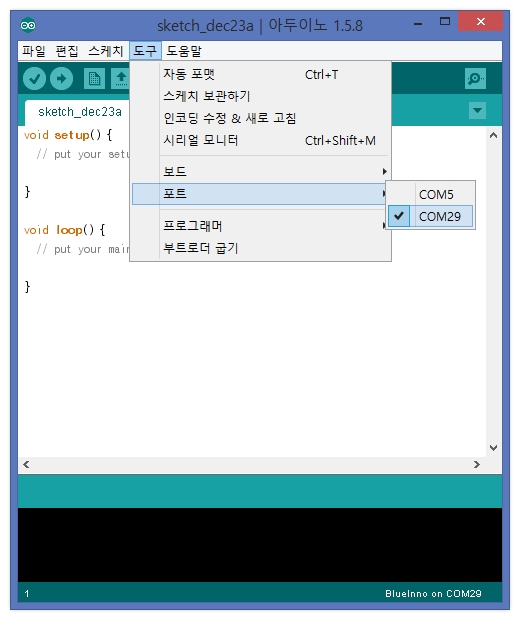 sketch_dec23a | 아두이노 1.5.8
파일 편집 스케치 도구 도움말
자동 포맷 Ctrl+T
스케치 보관하기
인코딩 수정 & 새로 고침
시리얼 모니터 Ctrl+Shift+M
보드
포트
프로그래머
부트로더 굽기
COM5
COM29
sketch_dec23a
void setup() {
// put your setu
}
void loop() {
// put your main
}
1 BlueInno on COM29